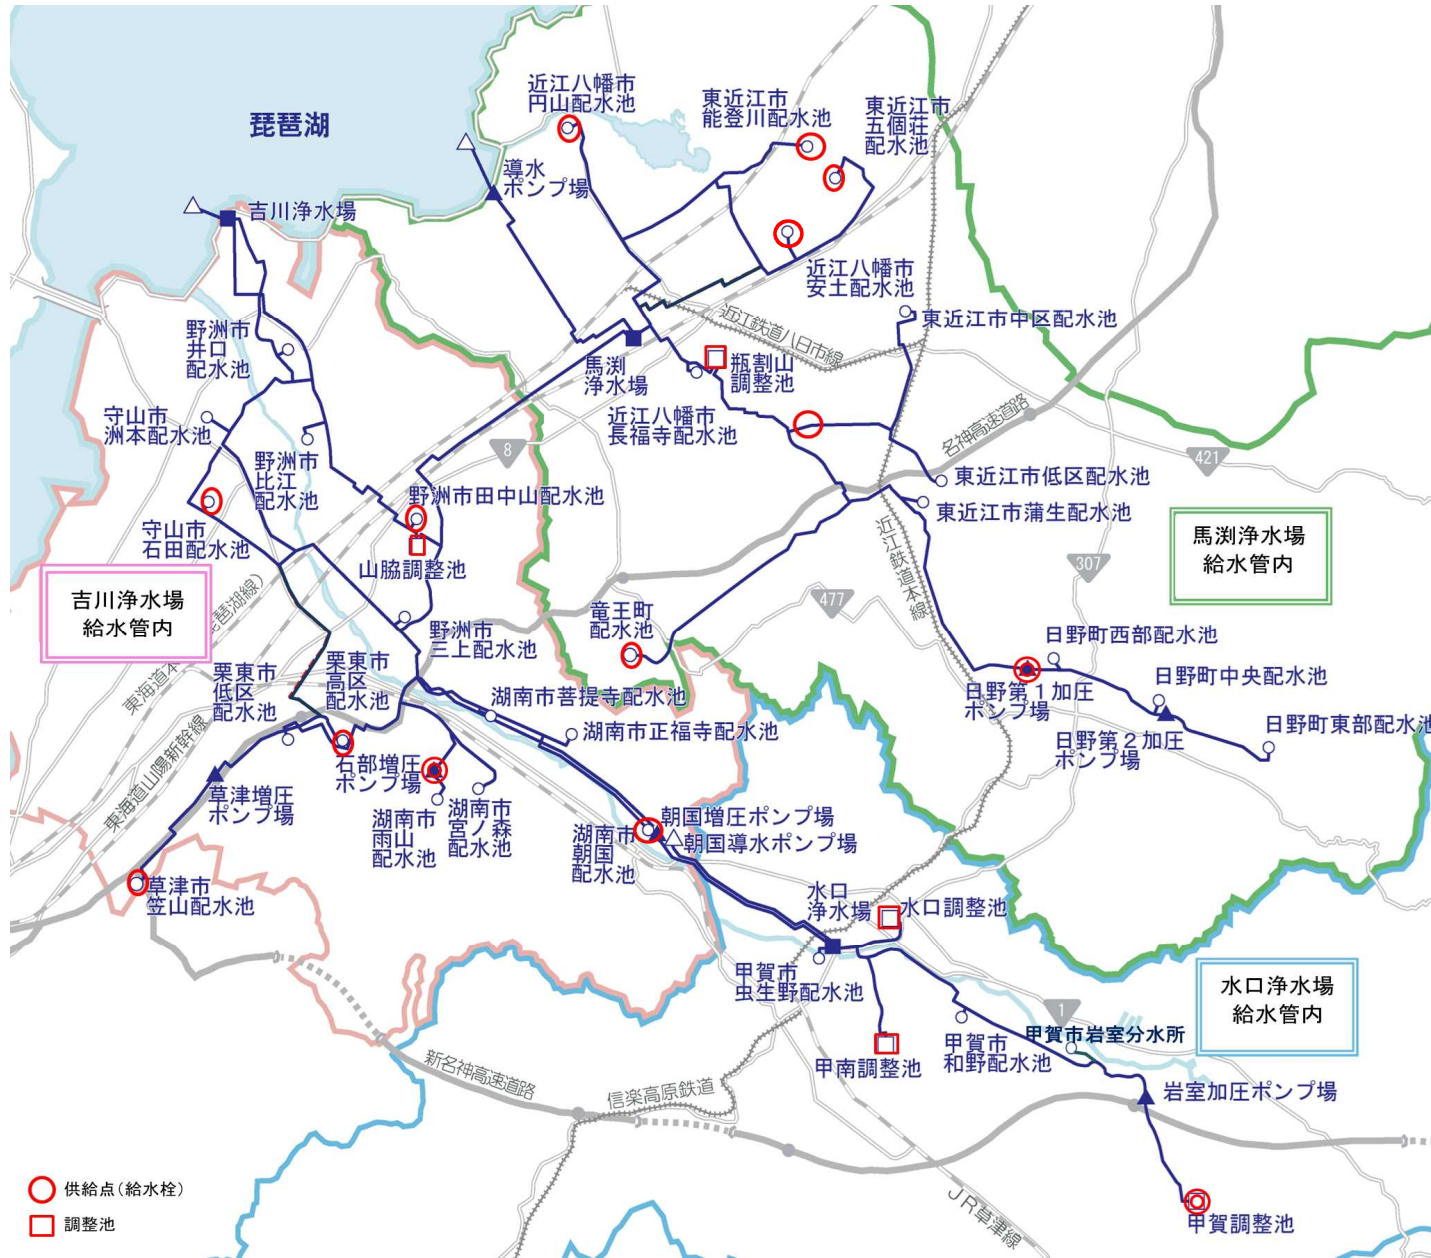 近江八幡市
円山配水池
東近江市
能登川配水池
東近江市
五個荘
配水池
琵琶湖
導水
ポンプ場
吉川浄水場
近江八幡市
安土配水池
近江鉄道八日市線
東近江市中区配水池
野洲市
井口
配水池
馬渕
浄水場
瓶割山
調整池
守山市
洲本配水池
近江八幡市
長福寺配水池
名神高速道路
8
421
野洲市
比江
配水池
野洲市田中山配水池
東近江市低区配水池
東近江市蒲生配水池
守山市
石田配水池
山脇調整池
近江鉄道本線
馬渕浄水場
給水管内
307
477
吉川浄水場
給水管内
琵琶湖線）
東海道本
竜王町
配水池
野洲市
三上配水池
日野町西部配水池
栗東市
低区
配水池
栗東市
高区
配水池
湖南市菩提寺配水池
日野第１加圧
ポンプ場
日野町中央配水池
湖南市正福寺配水池
日野町東部配水池
日野第２加圧
ポンプ場
東海道山陽新幹線
石部増圧
ポンプ場
草津増圧
ポンプ場
湖南市
雨山
配水池
湖南市
宮ノ森
配水池
湖南市
朝国
配水池
朝国増圧ポンプ場
朝国導水ポンプ場
草津市
笠山配水池
水口
浄水場
水口調整池
甲賀市
虫生野配水池
水口浄水場
給水管内
1
甲賀市岩室分水所
甲賀市
和野配水池
甲南調整池
新名神高速道路
信楽高原鉄道
岩室加圧ポンプ場
ＪＲ草津線
甲賀調整池
供給点（給水栓）
調整池